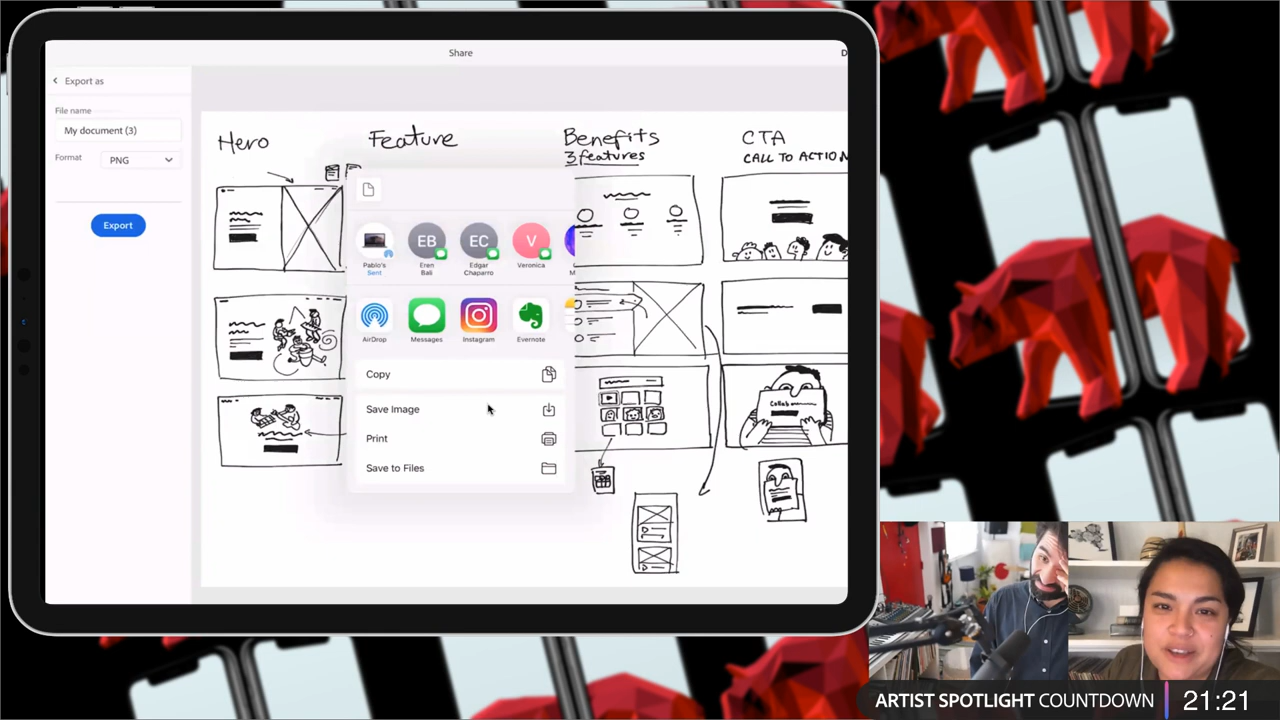 Share
D
Export as
File name
My document (3)
Format
PNG
Export
Hero
Feature
Benefits
3 features
CTA
CALL TO ACTION
EB
EC
V
Pablo's
Sent
Eren
Bali
Edgar
Chaparro
Veronica
M
AirDrop
Messages
Instagram
Evernote
Copy
Save Image
Print
Save to Files
Collab
ARTIST SPOTLIGHT COUNTDOWN
21:21